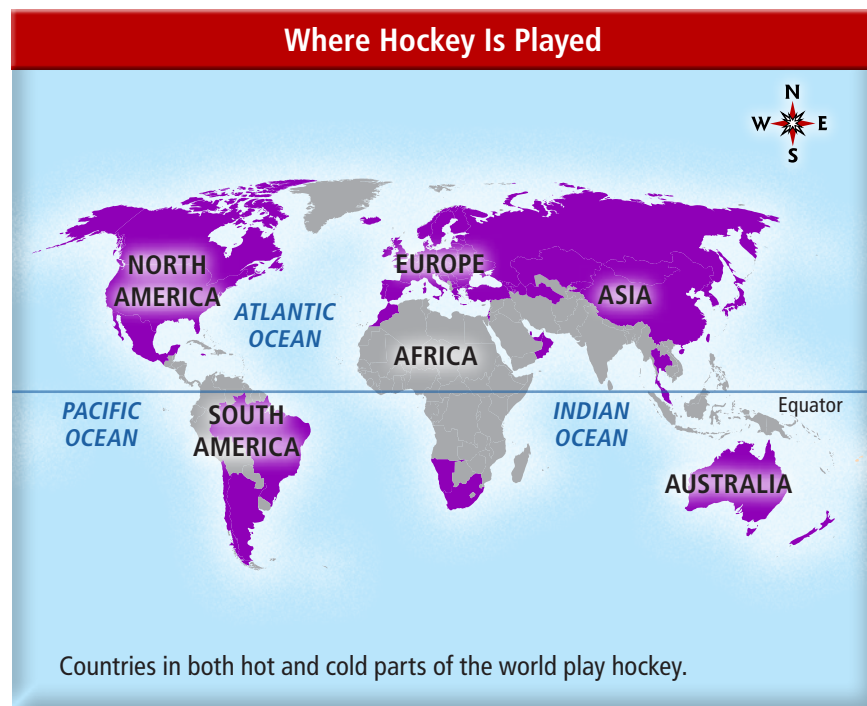 Where Hockey Is Played
N
W E
S
NORTH
AMERICA
EUROPE
ASIA
ATLANTIC
OCEAN
AFRICA
PACIFIC
OCEAN
SOUTH
AMERICA
INDIAN
OCEAN
Equator
AUSTRALIA
Countries in both hot and cold parts of the world play hockey.